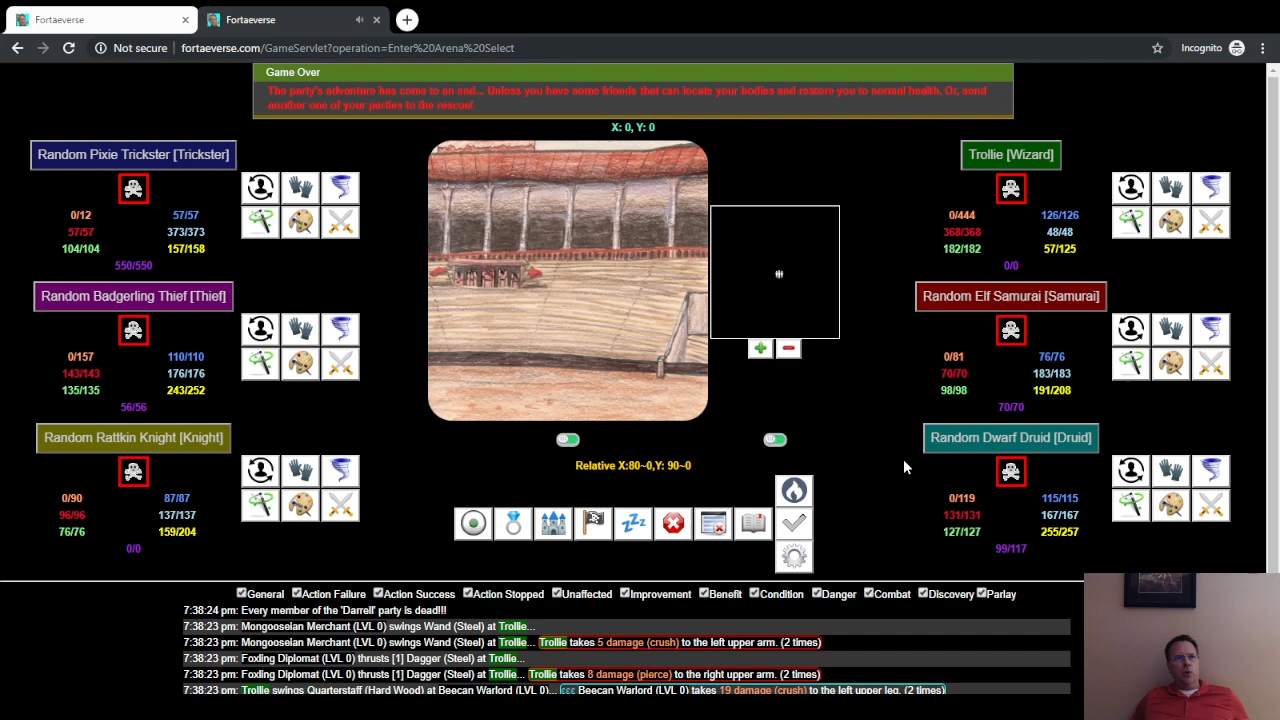 Fortaeverse
Fortaeverse
Not secure
fortaeverse.com/GameServlet?operation=Enter%20Arena%20Select
Incognito
Game Over
The party's adventure has come to an end... Unless you have some friends that can locate your bodies and restore you to normal health. Or, send
another one of your parties to the rescue!
X: 0, Y: 0
Random Pixie Trickster [Trickster]
0/12 57/57
57/57 373/373
104/104 157/158
550/550
Random Badgerling Thief [Thief]
0/157 110/110
143/143 176/176
135/135 243/252
56/56
Random Rattkin Knight [Knight]
0/90 87/87
96/96 137/137
76/76 159/204
0/0
Trollie [Wizard]
0/444 126/126
368/368 48/48
182/182 57/125
0/0
Random Elf Samurai [Samurai]
0/81 76/76
70/70 183/183
98/98 191/208
70/70
Random Dwarf Druid [Druid]
0/119 115/115
131/131 167/167
127/127 255/257
99/117
Relative X:80~0,Y: 90~0
zzz
General Action Failure Action Success Action Stopped Unaffected Improvement Benefit Condition Danger Combat Discovery Parlay
7:38:24 pm: Every member of the 'Darrell' party is dead!!!
7:38:23 pm: Mongooseian Merchant (LVL 0) swings Wand (Steel) at Trollie...
7:38:23 pm: Mongooseian Merchant (LVL 0) swings Wand (Steel) at Trollie... Trollie takes 5 damage (crush) to the left upper arm. (2 times)
7:38:23 pm: Foxling Diplomat (LVL 0) thrusts [1] Dagger (Steel) at Trollie...
7:38:23 pm: Foxling Diplomat (LVL 0) thrusts [1] Dagger (Steel) at Trollie... Trollie takes 8 damage (pierce) to the right upper arm. (2 times)
7:38:23 pm: Trollie swings Quarterstaff (Hard Wood) at Beecan Warlord (LVL 0)... £££ Beecan Warlord (LVL 0) takes 19 damage (crush) to the left upper leg. (2 times)